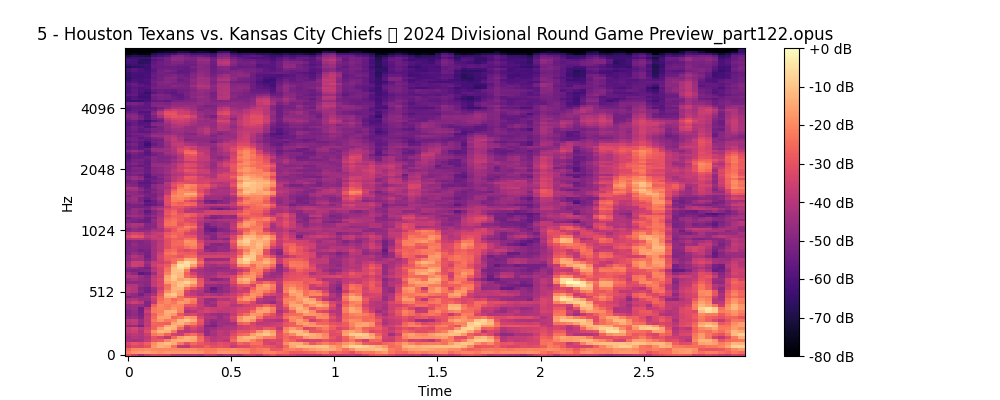 5 - Houston Texans vs. Kansas City Chiefs  2024 Divisional Round Game Preview_part122.opus
+0 dB
4096
-10 dB
-20 dB
2048
-30 dB
Hz
1024
-40 dB
-50 dB
512
-60 dB
-70 dB
0
-80 dB
0 0.5 1 1.5 2 2.5
Time